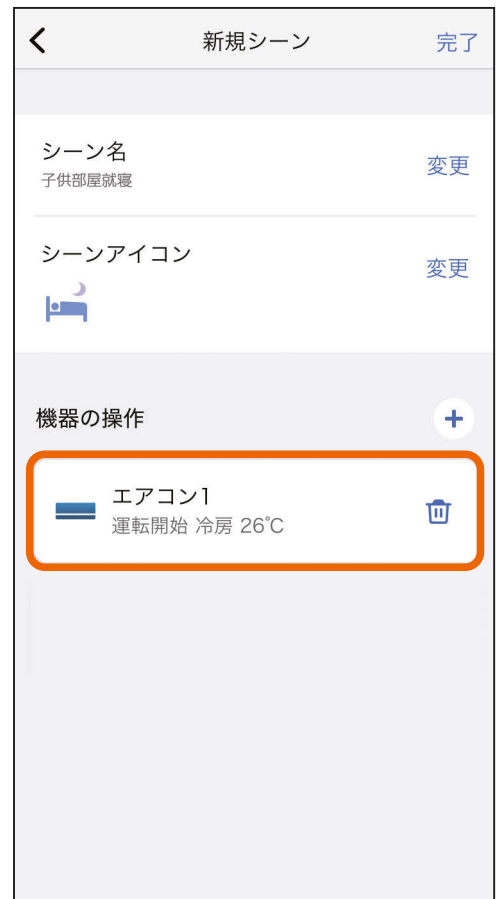 新規シーン 完了
シーン名
子供部屋就寝
変更
シーンアイコン
変更
機器の操作
エアコン1
運転開始 冷房 26℃